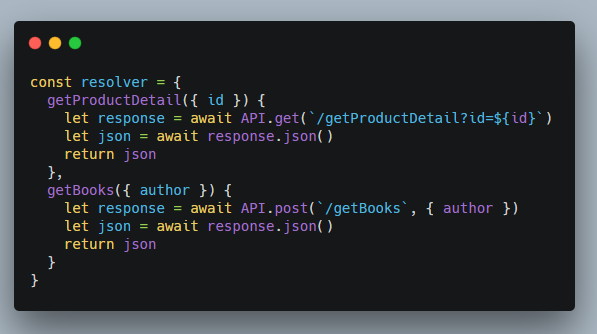 const resolver = {
  getProductDetail({ id }) {
    let response = await API.get(`/getProductDetail?id=${id}`)
    let json = await response.json()
    return json
  },
  getBooks({ author }) {
    let response = await API.post(`/getBooks`, { author })
    let json = await response.json()
    return json
  }
}